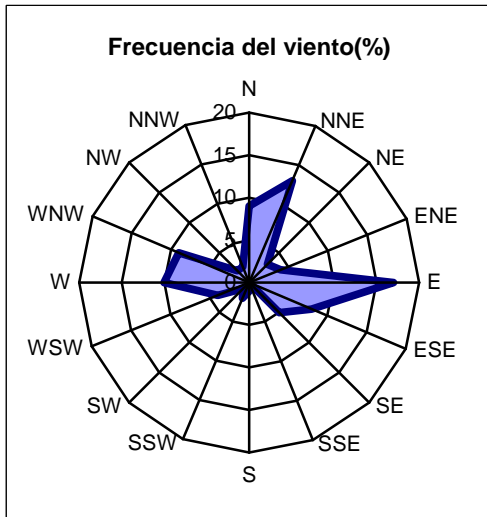 Frecuencia del viento(%)
N
NNW
NNE
NW
NE
WNW
ENE
W
E
WSW
ESE
SW
SE
SSW
SSE
S
20
15
10
5
0